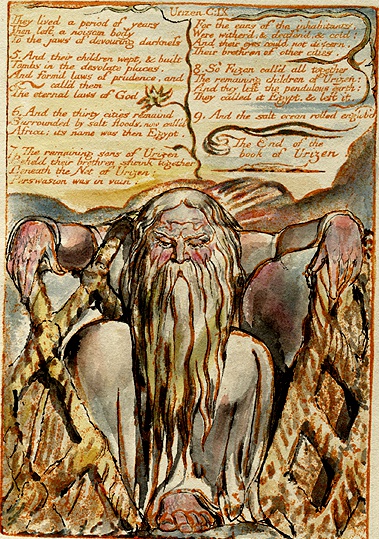 Urizen C:IX
They lived a period of years
Then left a noisom body
To the jaws of devouring darkness
5. And their children wept, & built
Tombs in the desolate places,
And form'd laws of prudence, and
call'd them
The eternal laws of God
6. And the thirty cities remaind
Surrounded by salt floods, now call'd
Africa: its name was then Egypt.
7. The remaining sons of Urizen
Beheld their brethren shrink together
Beneath the Net of Urizen;
Perswasion was in vain;
For the ears of the inhabitants,
Were wither'd, & deafen'd, & cold:
And their eyes could not discern,
Their brethren of other cities.
8. So Fuzon call'd all together
The remaining children of Urizen:
And they left the pendulous earth:
They called it Egypt, & left it.
9. And the salt ocean rolled englob'd
The End of the
book of Urizen